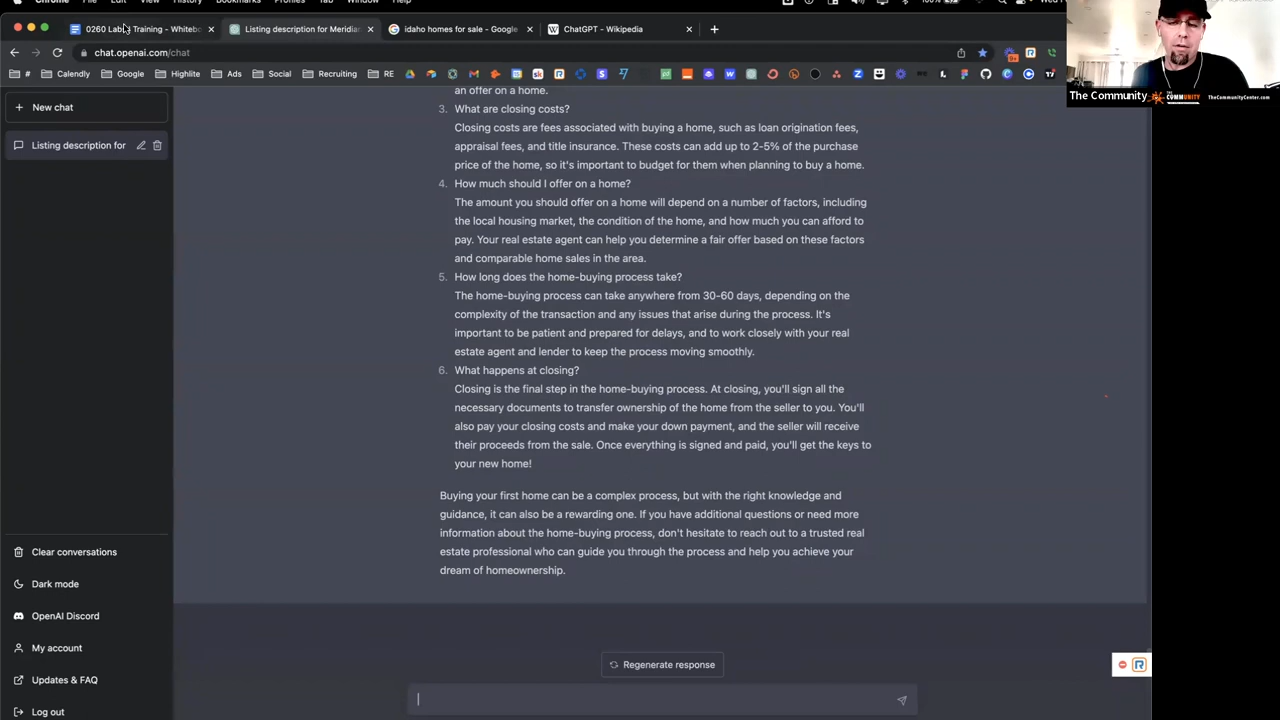 Chrome File Edit View History Bookmarks Profiles Tab Window Help
0260 Labs Training - Whitebo
Listing description for Meridian
idaho homes for sale - Google
ChatGPT - Wikipedia
chat.openai.com/chat
#
Calendly
Google
Highlite
Ads
Social
Recruiting
RE
New chat
Listing description for
an offer on a home.
3. What are closing costs?
Closing costs are fees associated with buying a home, such as loan origination fees,
appraisal fees, and title insurance. These costs can add up to 2-5% of the purchase
price of the home, so it's important to budget for them when planning to buy a home.
4. How much should I offer on a home?
The amount you should offer on a home will depend on a number of factors, including
the local housing market, the condition of the home, and how much you can afford to
pay. Your real estate agent can help you determine a fair offer based on these factors
and comparable home sales in the area.
5. How long does the home-buying process take?
The home-buying process can take anywhere from 30-60 days, depending on the
complexity of the transaction and any issues that arise during the process. It's
important to be patient and prepared for delays, and to work closely with your real
estate agent and lender to keep the process moving smoothly.
6. What happens at closing?
Closing is the final step in the home-buying process. At closing, you'll sign all the
necessary documents to transfer ownership of the home from the seller to you. You'll
also pay your closing costs and make your down payment, and the seller will receive
their proceeds from the sale. Once everything is signed and paid, you'll get the keys to
your new home!
Buying your first home can be a complex process, but with the right knowledge and
guidance, it can also be a rewarding one. If you have additional questions or need more
information about the home-buying process, don't hesitate to reach out to a trusted real
estate professional who can guide you through the process and help you achieve your
dream of homeownership.
Clear conversations
Dark mode
OpenAI Discord
My account
Updates & FAQ
Log out
Regenerate response
The Community
THE COMMUNITY
TheCommunityCenter.com